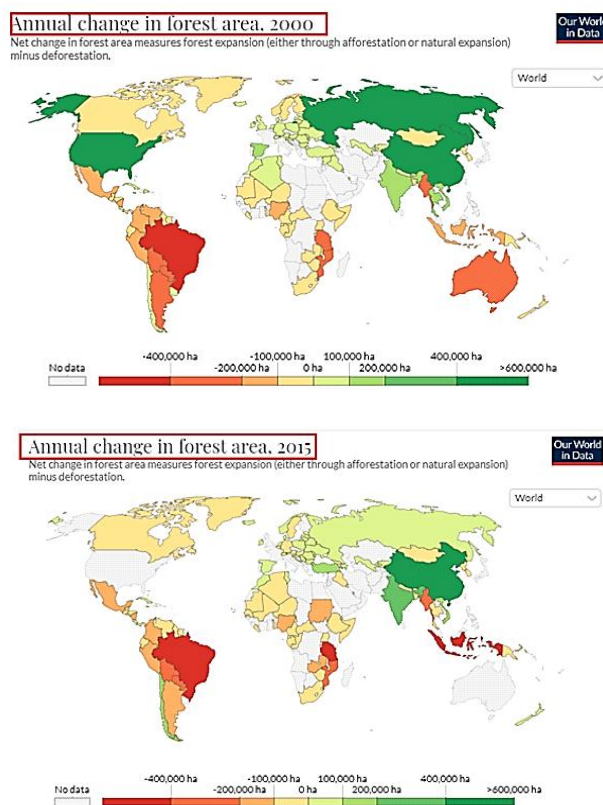 Annual change in forest area, 2000
Our World
in Data
Net change in forest area measures forest expansion (either through afforestation or natural expansion)
minus deforestation.
World
No data
-400,000 ha
-200,000 ha
-100,000 ha
0 ha
100,000 ha
200,000 ha
400,000 ha
>600,000 ha
Annual change in forest area, 2015
Our World
in Data
Net change in forest area measures forest expansion (either through afforestation or natural expansion)
minus deforestation.
World
No data
-400,000 ha
-200,000 ha
-100,000 ha
0 ha
100,000 ha
200,000 ha
400,000 ha
>600,000 ha